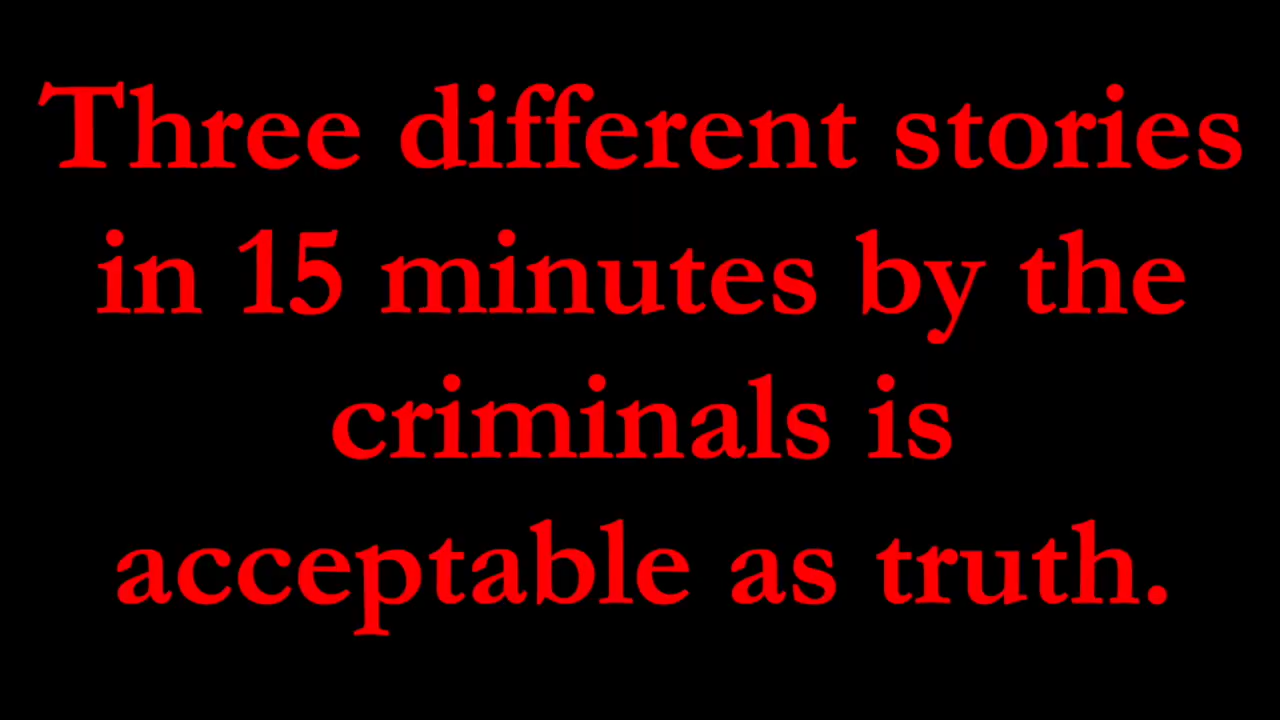 Three different stories
in 15 minutes by the
criminals is
acceptable as truth.